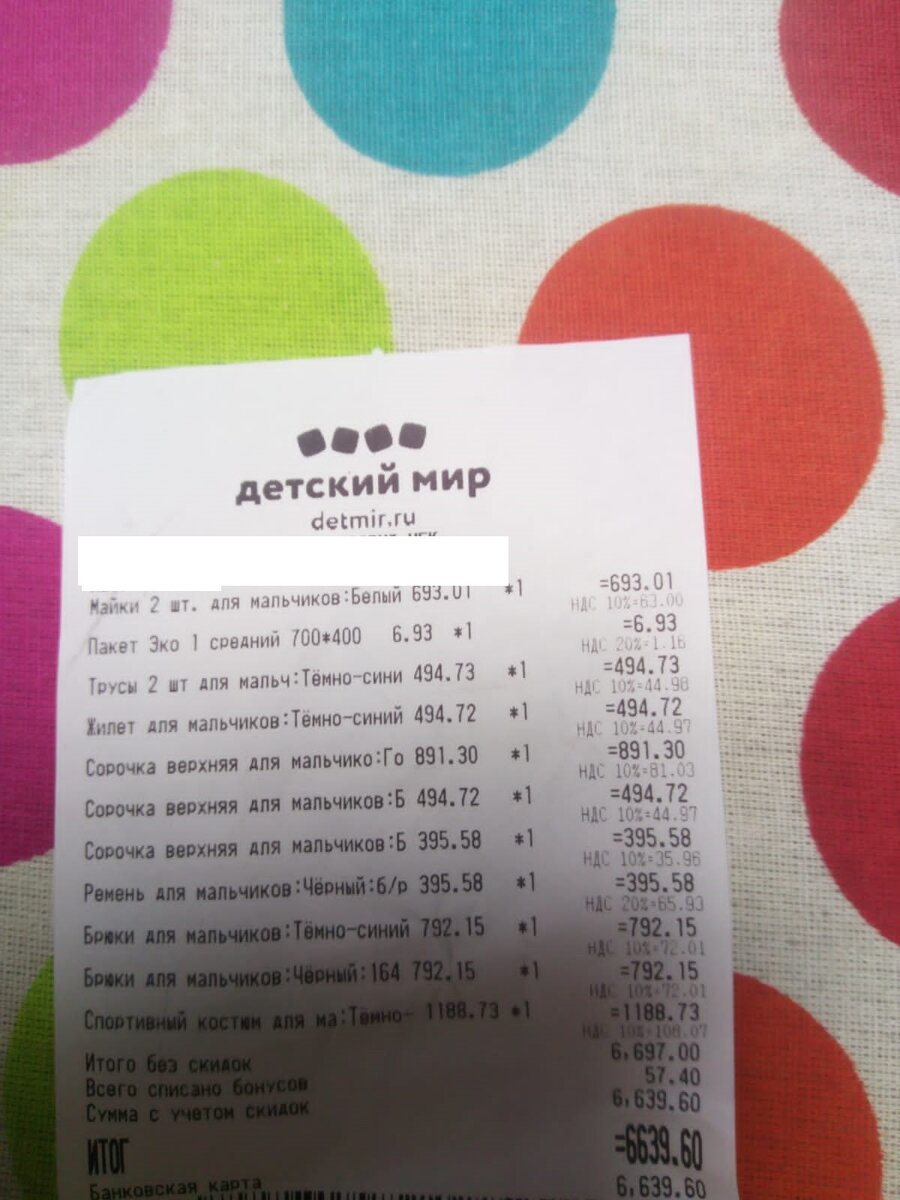 детский мир
detmir.ru
Майки 2 шт. для мальчиков:Белый 693.01 *1 =693.01
НДС 10%=63.00
Пакет Эко 1 средний 700*400 6.93 *1 =6.93
НДС 20%=1.16
Трусы 2 шт для мальч:Тёмно-сини 494.73 *1 =494.73
НДС 10%=44.98
Жилет для мальчиков:Тёмно-синий 494.72 *1 =494.72
НДС 10%=44.97
Сорочка верхняя для мальчико:Го 891.30 *1 =891.30
НДС 10%=81.03
Сорочка верхняя для мальчиков:Б 494.72 *1 =494.72
НДС 10%=44.97
Сорочка верхняя для мальчиков:Б 395.58 *1 =395.58
НДС 10%=35.96
Ремень для мальчиков:Чёрный:б/р 395.58 *1 =395.58
НДС 20%=65.93
Брюки для мальчиков:Тёмно-синий 792.15 *1 =792.15
НДС 10%=72.01
Брюки для мальчиков:Чёрный:164 792.15 *1 =792.15
НДС 10%=72.01
Спортивный костюм для ма:Тёмно- 1188.73 *1 =1188.73
НДС 10%=108.07
Итого без скидок 6,697.00
Всего списано бонусов 57.40
Сумма с учетом скидок 6,639.60
ИТОГ =6639.60
Банковская карта 6,639.60